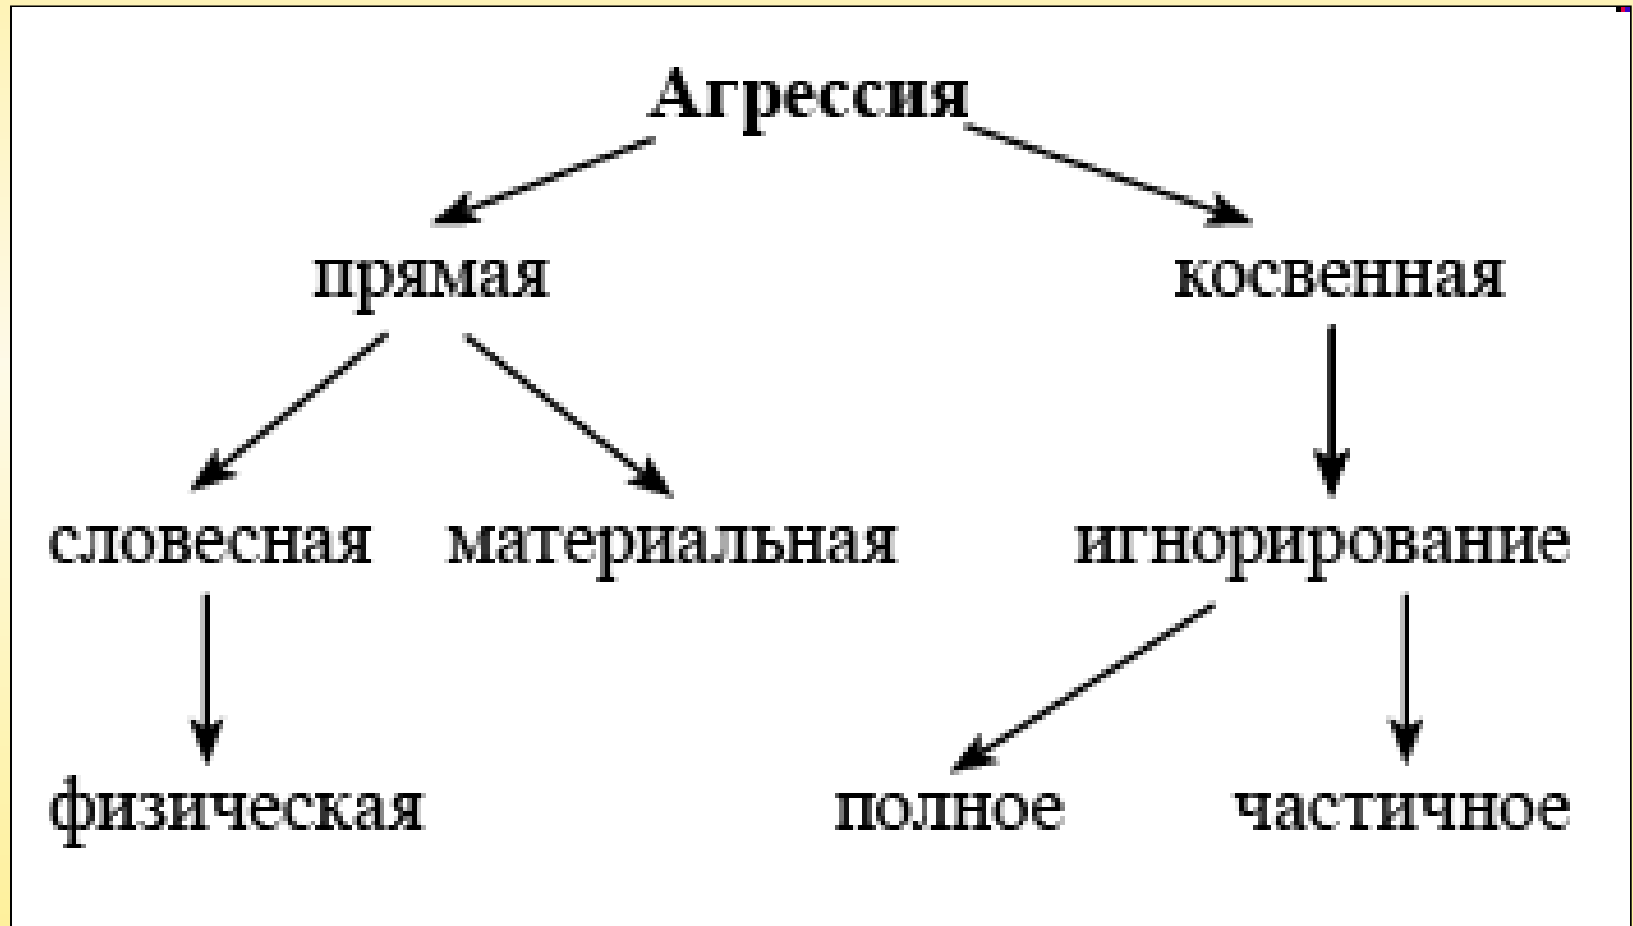 Агрессия
прямая косвенная
словесная материальная игнорирование
физическая полное частичное